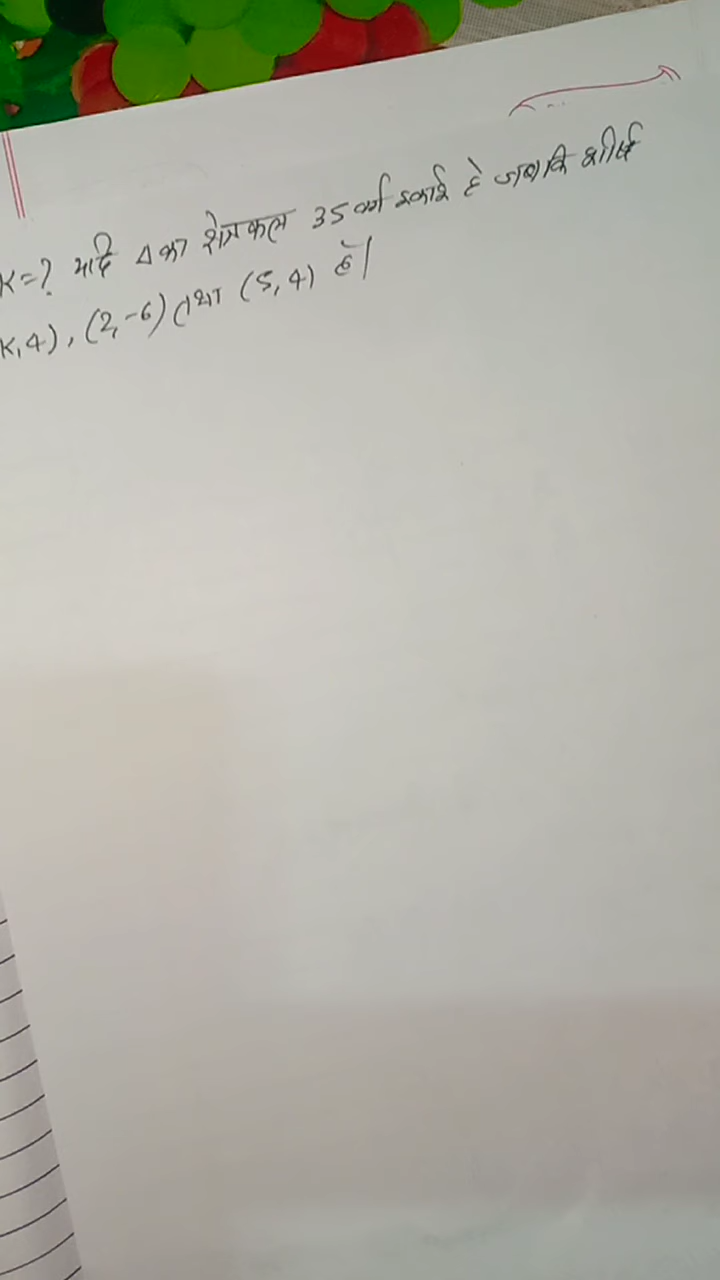 K=? यदि Δ का क्षेत्रफल 35 वर्ग इकाई है जबकि शीर्ष
K, 4), (2, -6) तथा (5, 4) हैं।